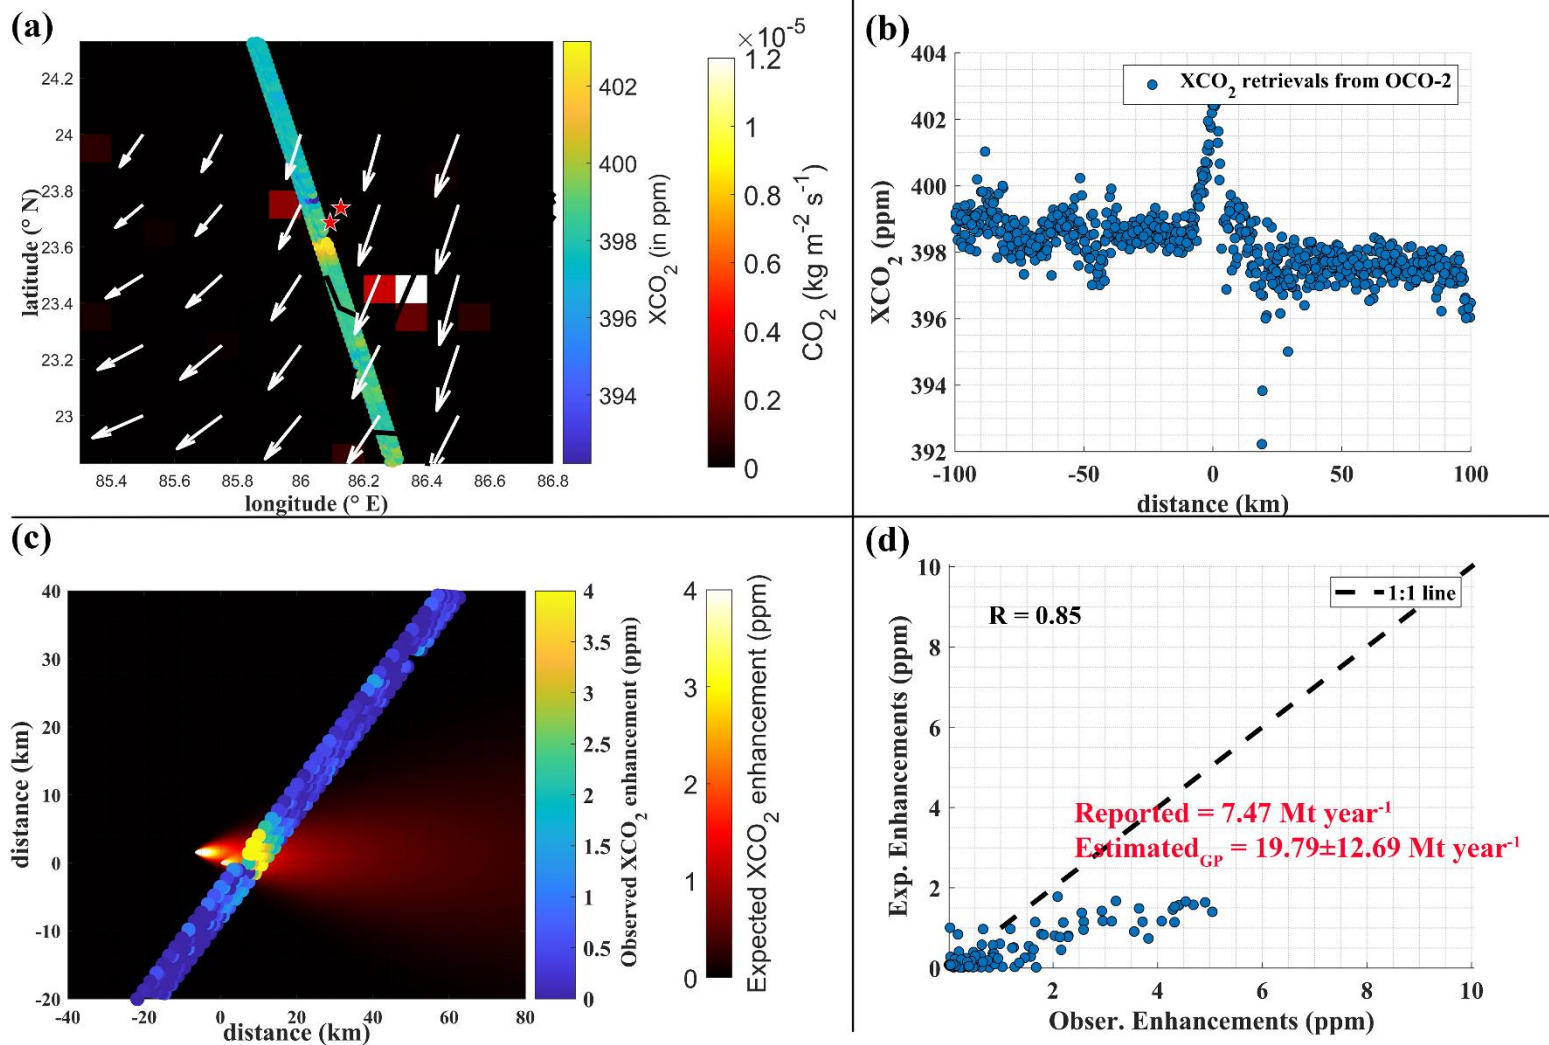 (a)
24.2
24
23.8
23.6
23.4
23.2
23
latitude (° N)
85.4 85.6 85.8 86 86.2 86.4 86.6 86.8
longitude (° E)
402
400
398
396
394
XCO2 (in ppm)
×10-5
1.2
1
0.8
0.6
0.4
0.2
0
CO2 (kg m-2 s-1)
(b)
404
402
400
398
396
394
392
XCO2 (ppm)
XCO2 retrievals from OCO-2
-100 -50 0 50 100
distance (km)
(c)
40
30
20
10
0
-10
-20
distance (km)
-40 -20 0 20 40 60 80
distance (km)
4
3.5
3
2.5
2
1.5
1
0.5
0
Observed XCO2 enhancement (ppm)
4
3
2
1
0
Expected XCO2 enhancement (ppm)
(d)
10
8
6
4
2
0
Exp. Enhancements (ppm)
R = 0.85
1:1 line
Reported = 7.47 Mt year-1
EstimatedGP = 19.79±12.69 Mt year-1
2 4 6 8 10
Obser. Enhancements (ppm)